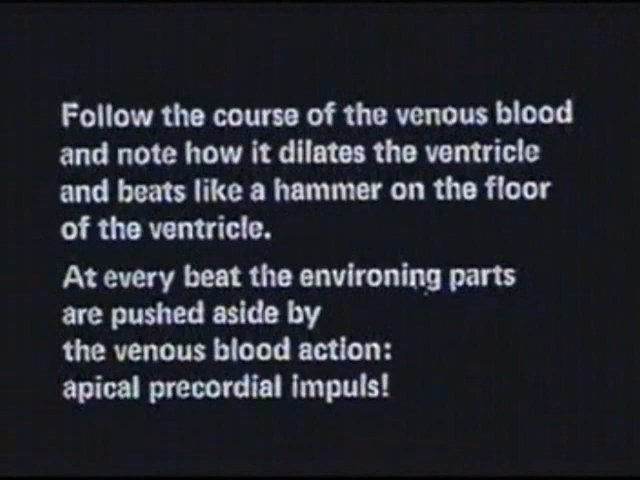 Follow the course of the venous blood
and note how it dilates the ventricle
and beats like a hammer on the floor
of the ventricle.
At every beat the environing parts
are pushed aside by
the venous blood action:
apical precordial impuls!